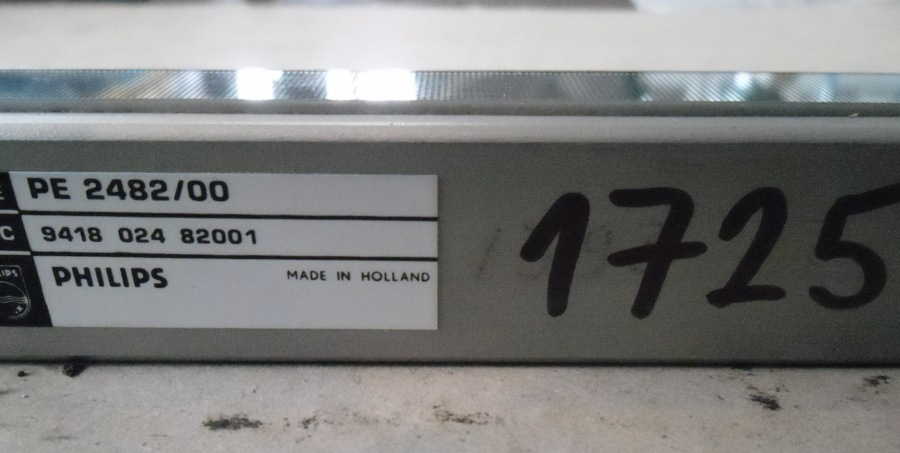 PE 2482/00
C 9418 024 82001
PHILIPS MADE IN HOLLAND
1725